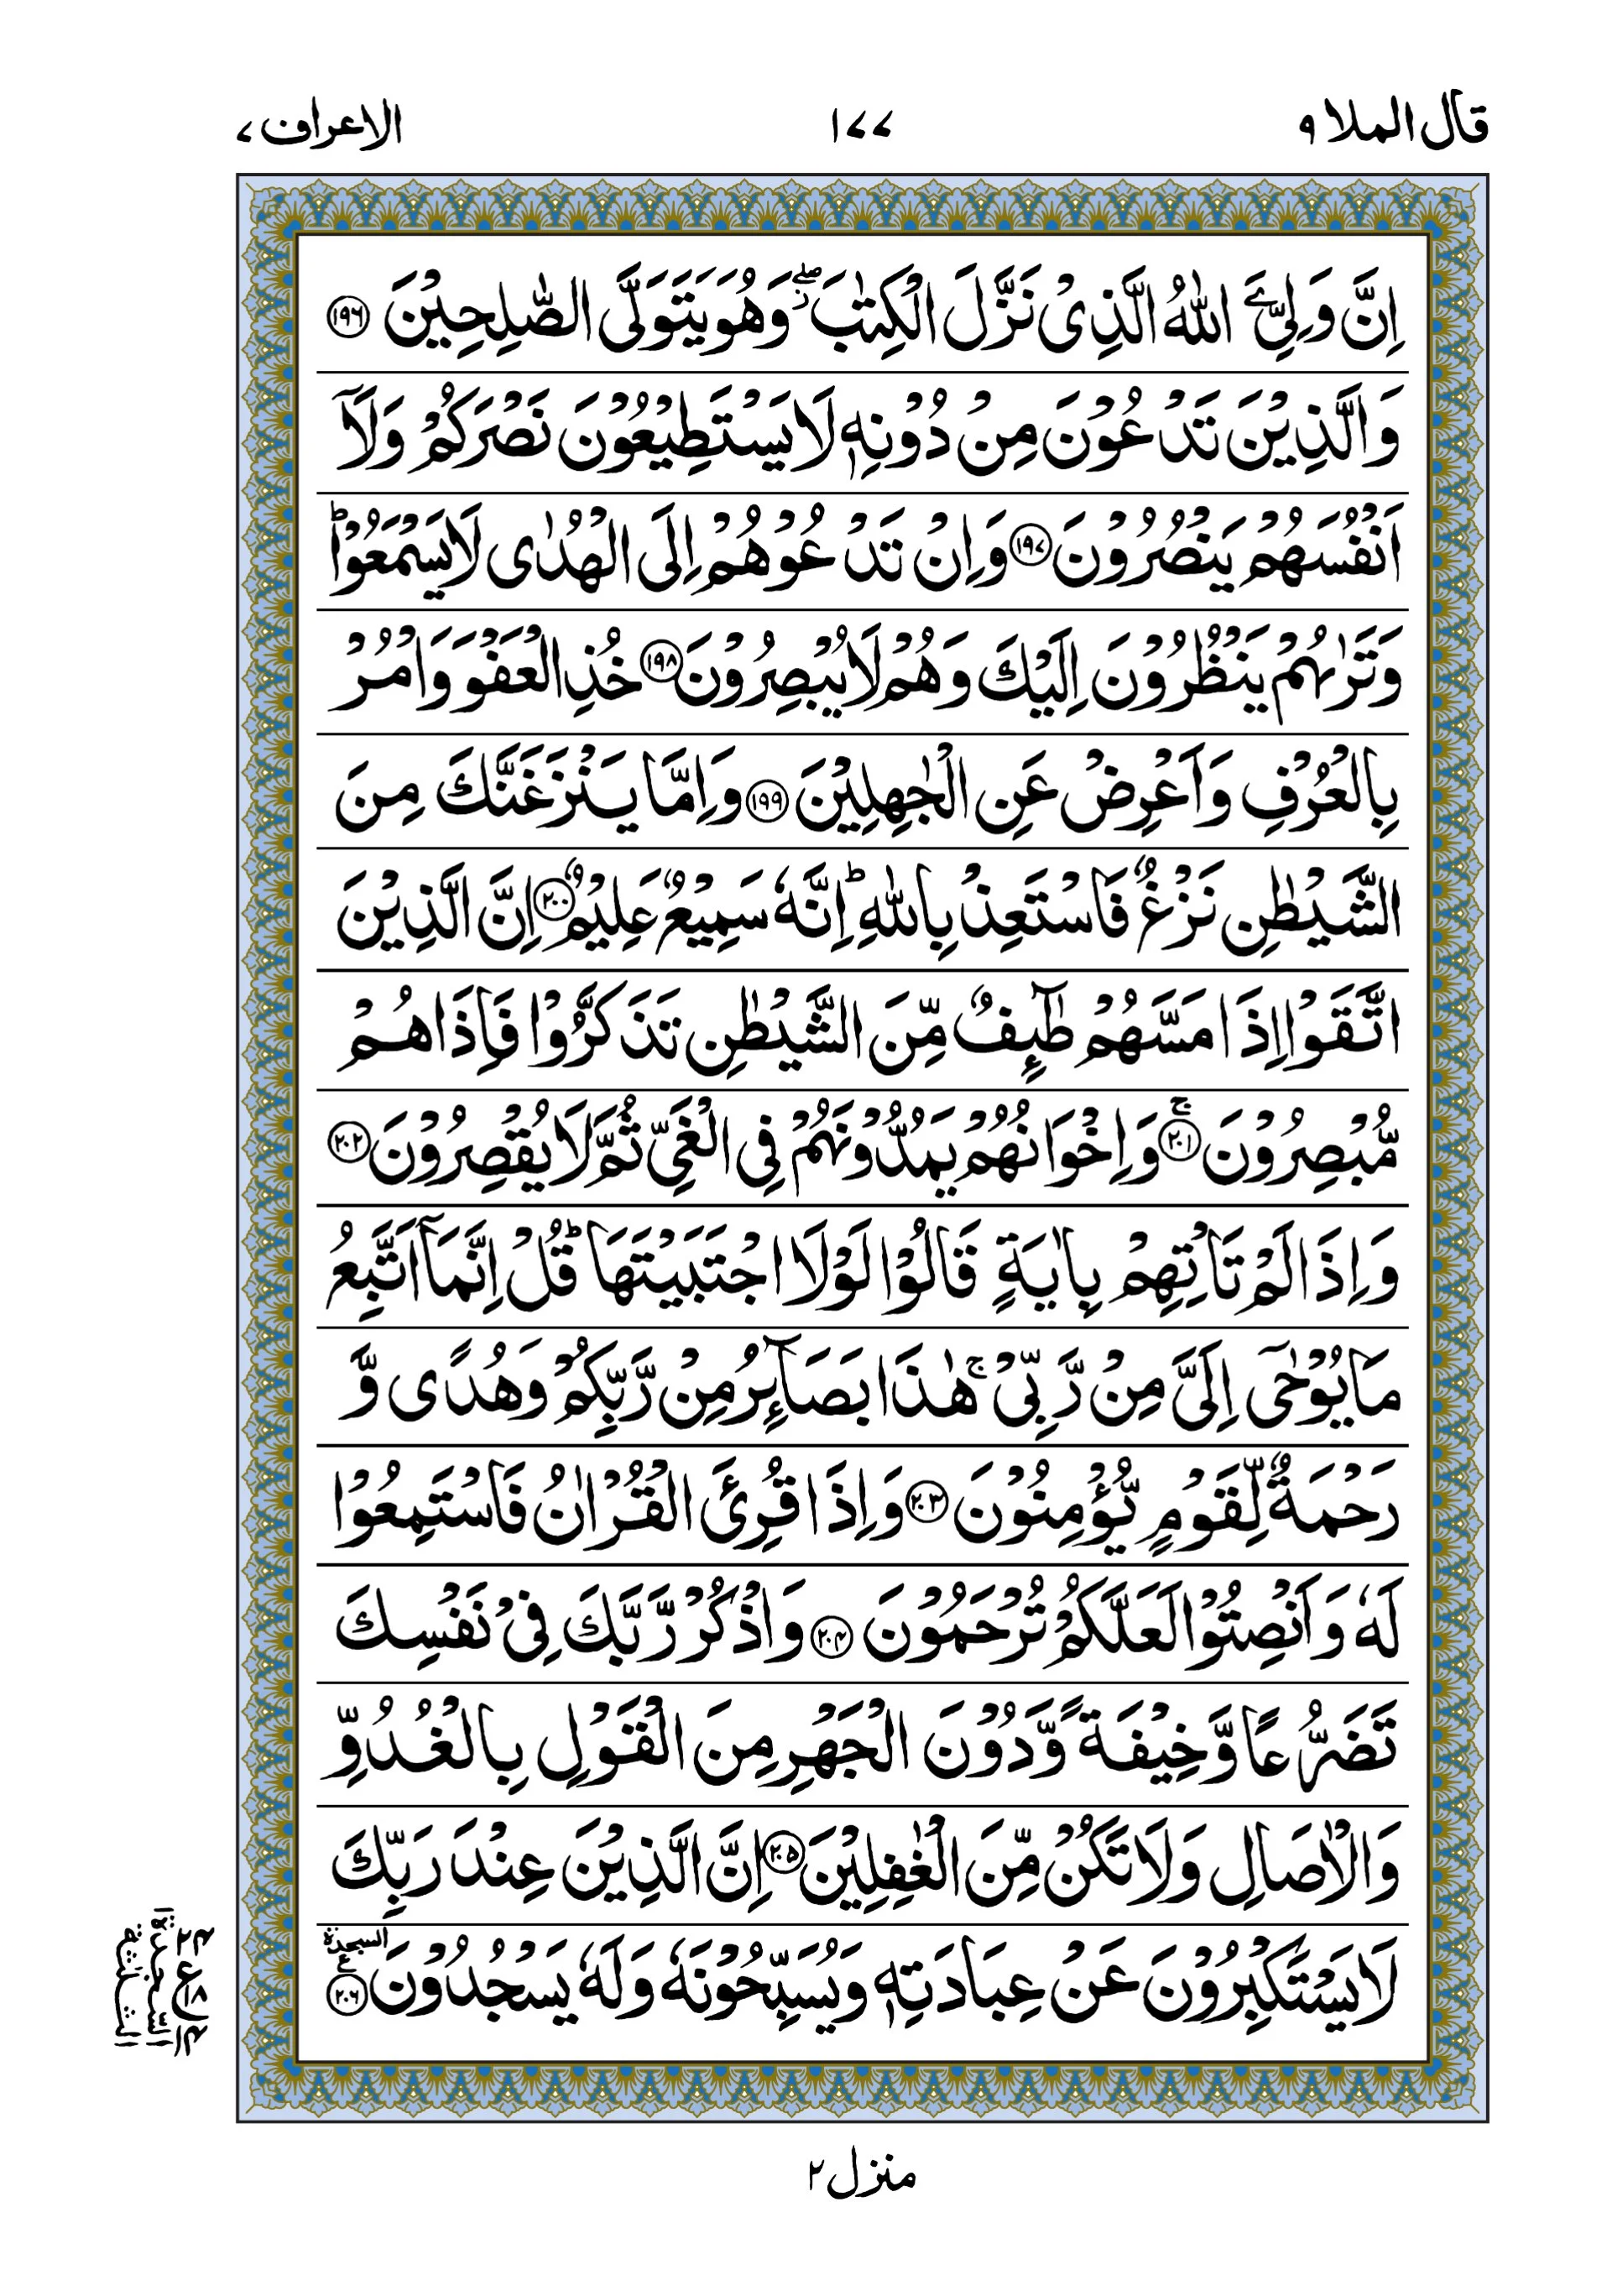 قال الملا ٩
١٧٧
الاعراف ٧
اِنَّ وَلِیِّ ۧ اللّٰهُ الَّذِیْ نَزَّلَ الْكِتٰبَ ۖؗ وَهُوَ یَتَوَلَّی الصّٰلِحِیْنَ ﴿۱۹۶﴾
وَالَّذِیْنَ تَدْعُوْنَ مِنْ دُوْنِهٖ لَا یَسْتَطِیْعُوْنَ نَصْرَكُمْ وَلَاۤ
اَنْفُسَهُمْ یَنْصُرُوْنَ ﴿۱۹۷﴾ وَاِنْ تَدْعُوْهُمْ اِلَی الْهُدٰی لَا یَسْمَعُوْا ؕ
وَتَرٰىهُمْ یَنْظُرُوْنَ اِلَیْكَ وَهُمْ لَا یُبْصِرُوْنَ ﴿۱۹۸﴾ خُذِ الْعَفْوَ وَاْمُرْ
بِالْعُرْفِ وَاَعْرِضْ عَنِ الْجٰهِلِیْنَ ﴿۱۹۹﴾ وَاِمَّا یَنْزَغَنَّكَ مِنَ
الشَّیْطٰنِ نَزْغٌ فَاسْتَعِذْ بِاللّٰهِ ؕ اِنَّهٗ سَمِیْعٌ عَلِیْمٌ ﴿۲۰۰﴾ اِنَّ الَّذِیْنَ
اتَّقَوْا اِذَا مَسَّهُمْ طٰٓىِٕفٌ مِّنَ الشَّیْطٰنِ تَذَكَّرُوْا فَاِذَا هُمْ
مُّبْصِرُوْنَ ﴿۲۰۱﴾ۚ وَاِخْوَانُهُمْ یَمُدُّوْنَهُمْ فِی الْغَیِّ ثُمَّ لَا یُقْصِرُوْنَ ﴿۲۰۲﴾
وَاِذَا لَمْ تَاْتِهِمْ بِاٰیَةٍ قَالُوْا لَوْلَا اجْتَبَیْتَهَا ؕ قُلْ اِنَّمَاۤ اَتَّبِعُ
مَا یُوْحٰۤی اِلَیَّ مِنْ رَّبِّیْ ۚ هٰذَا بَصَآىِٕرُ مِنْ رَّبِّكُمْ وَهُدًی وَّ
رَحْمَةٌ لِّقَوْمٍ یُّؤْمِنُوْنَ ﴿۲۰۳﴾ وَاِذَا قُرِئَ الْقُرْاٰنُ فَاسْتَمِعُوْا
لَهٗ وَاَنْصِتُوْا لَعَلَّكُمْ تُرْحَمُوْنَ ﴿۲۰۴﴾ وَاذْكُرْ رَّبَّكَ فِیْ نَفْسِكَ
تَضَرُّعًا وَّخِیْفَةً وَّدُوْنَ الْجَهْرِ مِنَ الْقَوْلِ بِالْغُدُوِّ
وَالْاٰصَالِ وَلَا تَكُنْ مِّنَ الْغٰفِلِیْنَ ﴿۲۰۵﴾ اِنَّ الَّذِیْنَ عِنْدَ رَبِّكَ
لَا یَسْتَكْبِرُوْنَ عَنْ عِبَادَتِهٖ وَیُسَبِّحُوْنَهٗ وَلَهٗ یَسْجُدُوْنَ ﴿۲۰۶﴾ السجدة ع
منزل ٢